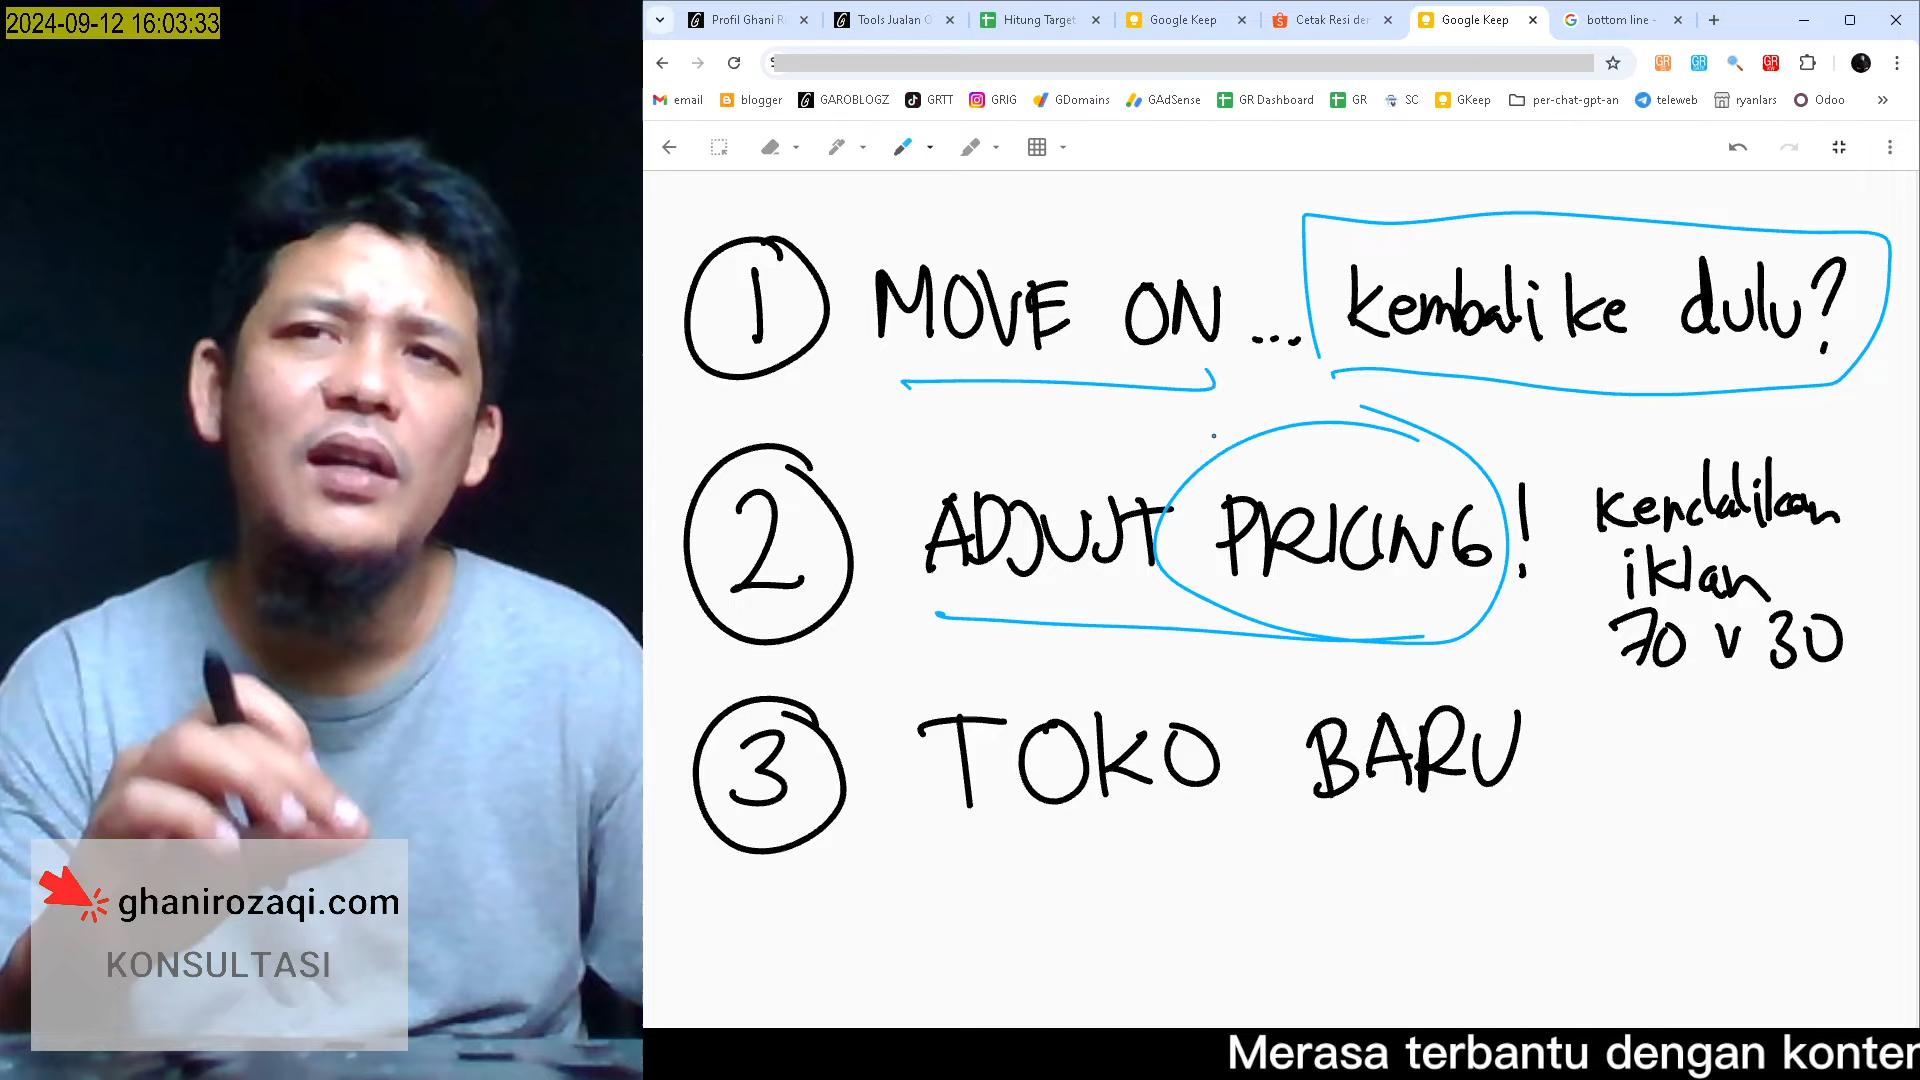 2024-09-12 16:03:33
Profil Ghani R
Tools Jualan O
Hitung Target
Google Keep
Cetak Resi der
Google Keep
bottom line -
email
blogger
GAROBLOGZ
GRTT
GRIG
GDomains
GAdSense
GR Dashboard
GR
SC
GKeep
per-chat-gpt-an
teleweb
ryanlars
Odoo
1 MOVE ON ... kembali ke dulu?
2 ADJUST PRICING!
kendalikan
iklan
70 v 30
3 TOKO BARU
ghanirozaqi.com
KONSULTASI
Merasa terbantu dengan konter